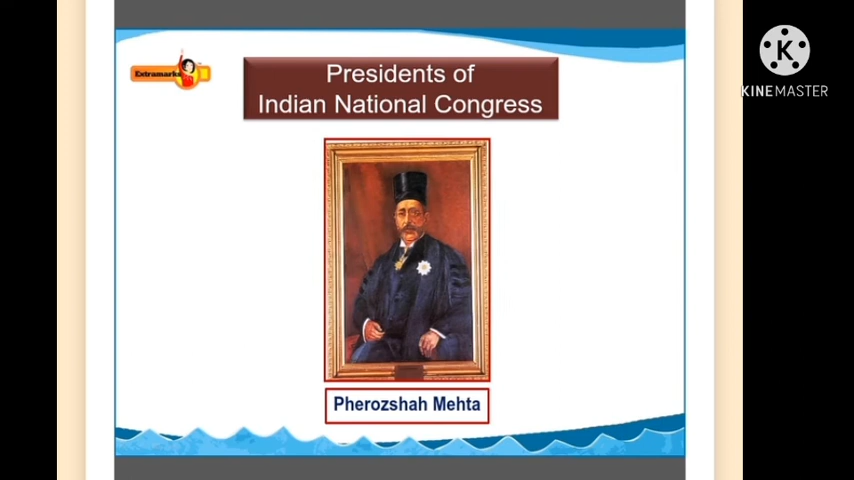 Extramarks
Presidents of
Indian National Congress
Pherozshah Mehta
K
KINEMASTER